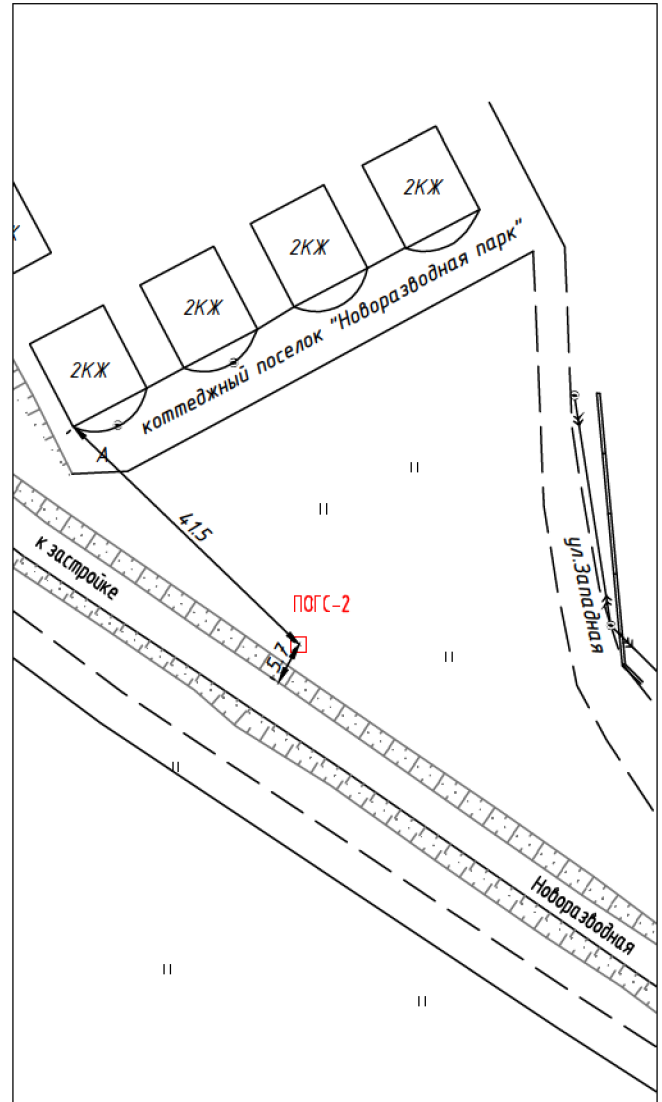 2КЖ
2КЖ
2КЖ
2КЖ
коттеджный поселок "Новоразводная парк"
А
41.5
к застройке
ПОГС-2
5.7
ул.Западная
Новоразводная